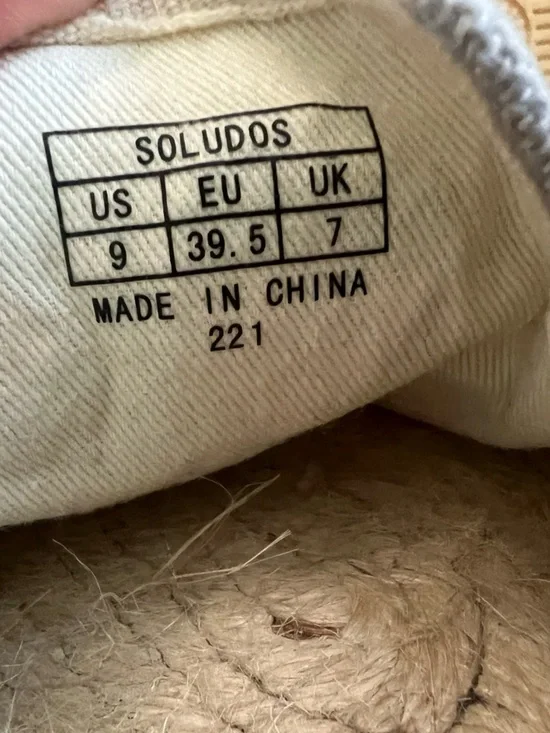 SOLUDOS
US EU UK
9 39.5 7
MADE IN CHINA
221